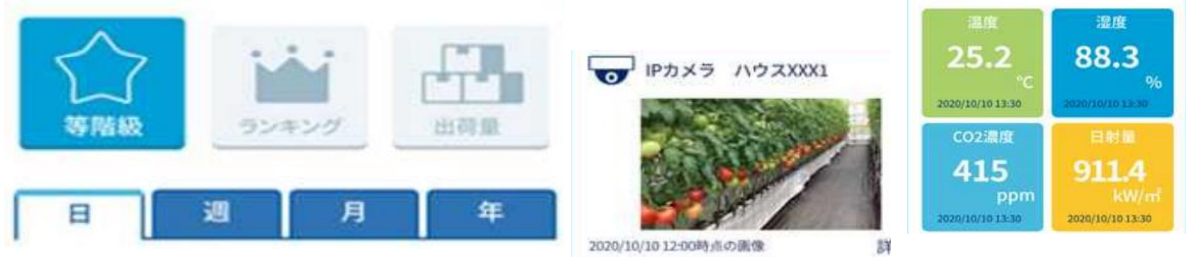 等階級
ランキング
出荷量
日
週
月
年
IPカメラ ハウスXXX1
2020/10/10 12:00時点の画像
詳
温度
25.2
℃
2020/10/10 13:30
湿度
88.3
%
2020/10/10 13:30
CO2濃度
415
ppm
2020/10/10 13:30
日射量
911.4
kW/㎡
2020/10/10 13:30